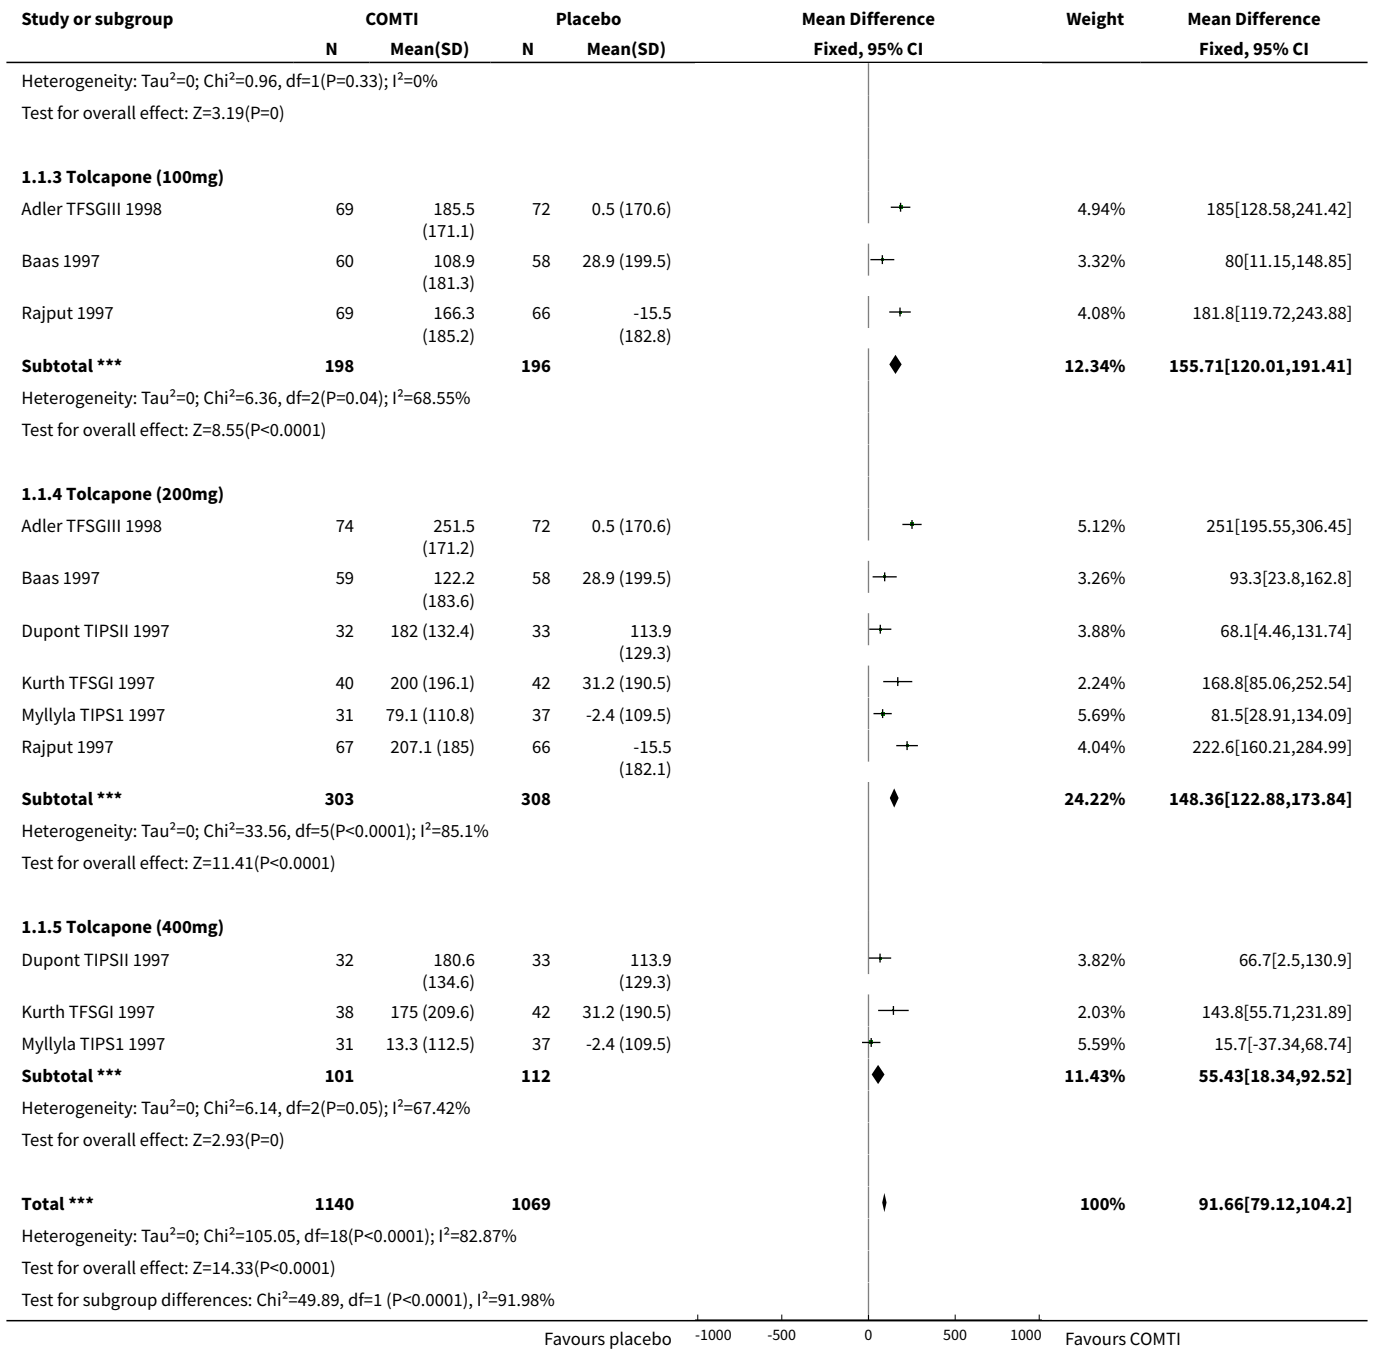 Study or subgroup COMTI Placebo Mean Difference Weight Mean Difference
N Mean(SD) N Mean(SD) Fixed, 95% CI Fixed, 95% CI
Heterogeneity: Tau²=0; Chi²=0.96, df=1(P=0.33); I²=0%
Test for overall effect: Z=3.19(P=0)
1.1.3 Tolcapone (100mg)
Adler TFSGIII 1998 69 185.5 72 0.5 (170.6) 4.94% 185[128.58,241.42]
(171.1)
Baas 1997 60 108.9 58 28.9 (199.5) 3.32% 80[11.15,148.85]
(181.3)
Rajput 1997 69 166.3 66 -15.5 4.08% 181.8[119.72,243.88]
(185.2) (182.8)
Subtotal *** 198 196 12.34% 155.71[120.01,191.41]
Heterogeneity: Tau²=0; Chi²=6.36, df=2(P=0.04); I²=68.55%
Test for overall effect: Z=8.55(P<0.0001)
1.1.4 Tolcapone (200mg)
Adler TFSGIII 1998 74 251.5 72 0.5 (170.6) 5.12% 251[195.55,306.45]
(171.2)
Baas 1997 59 122.2 58 28.9 (199.5) 3.26% 93.3[23.8,162.8]
(183.6)
Dupont TIPSII 1997 32 182 (132.4) 33 113.9 3.88% 68.1[4.46,131.74]
(129.3)
Kurth TFSGI 1997 40 200 (196.1) 42 31.2 (190.5) 2.24% 168.8[85.06,252.54]
Myllyla TIPS1 1997 31 79.1 (110.8) 37 -2.4 (109.5) 5.69% 81.5[28.91,134.09]
Rajput 1997 67 207.1 (185) 66 -15.5 4.04% 222.6[160.21,284.99]
(182.1)
Subtotal *** 303 308 24.22% 148.36[122.88,173.84]
Heterogeneity: Tau²=0; Chi²=33.56, df=5(P<0.0001); I²=85.1%
Test for overall effect: Z=11.41(P<0.0001)
1.1.5 Tolcapone (400mg)
Dupont TIPSII 1997 32 180.6 33 113.9 3.82% 66.7[2.5,130.9]
(134.6) (129.3)
Kurth TFSGI 1997 38 175 (209.6) 42 31.2 (190.5) 2.03% 143.8[55.71,231.89]
Myllyla TIPS1 1997 31 13.3 (112.5) 37 -2.4 (109.5) 5.59% 15.7[-37.34,68.74]
Subtotal *** 101 112 11.43% 55.43[18.34,92.52]
Heterogeneity: Tau²=0; Chi²=6.14, df=2(P=0.05); I²=67.42%
Test for overall effect: Z=2.93(P=0)
Total *** 1140 1069 100% 91.66[79.12,104.2]
Heterogeneity: Tau²=0; Chi²=105.05, df=18(P<0.0001); I²=82.87%
Test for overall effect: Z=14.33(P<0.0001)
Test for subgroup differences: Chi²=49.89, df=1 (P<0.0001), I²=91.98%
Favours placebo -1000 -500 0 500 1000 Favours COMTI